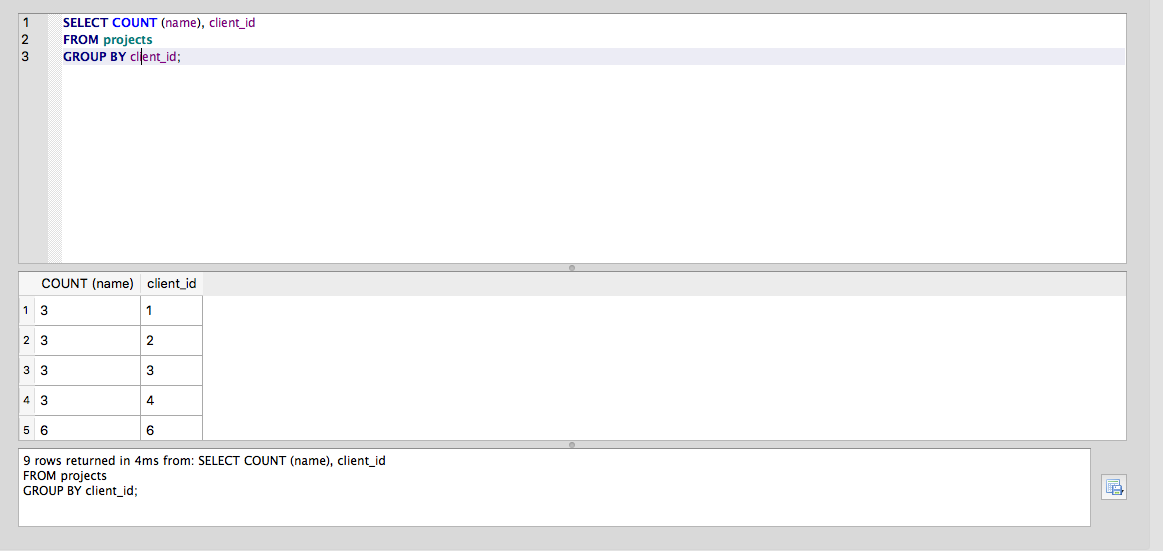 1 SELECT COUNT (name), client_id
2 FROM projects
3 GROUP BY client_id;
COUNT (name) client_id
1 3 1
2 3 2
3 3 3
4 3 4
5 6 6
9 rows returned in 4ms from: SELECT COUNT (name), client_id
FROM projects
GROUP BY client_id;